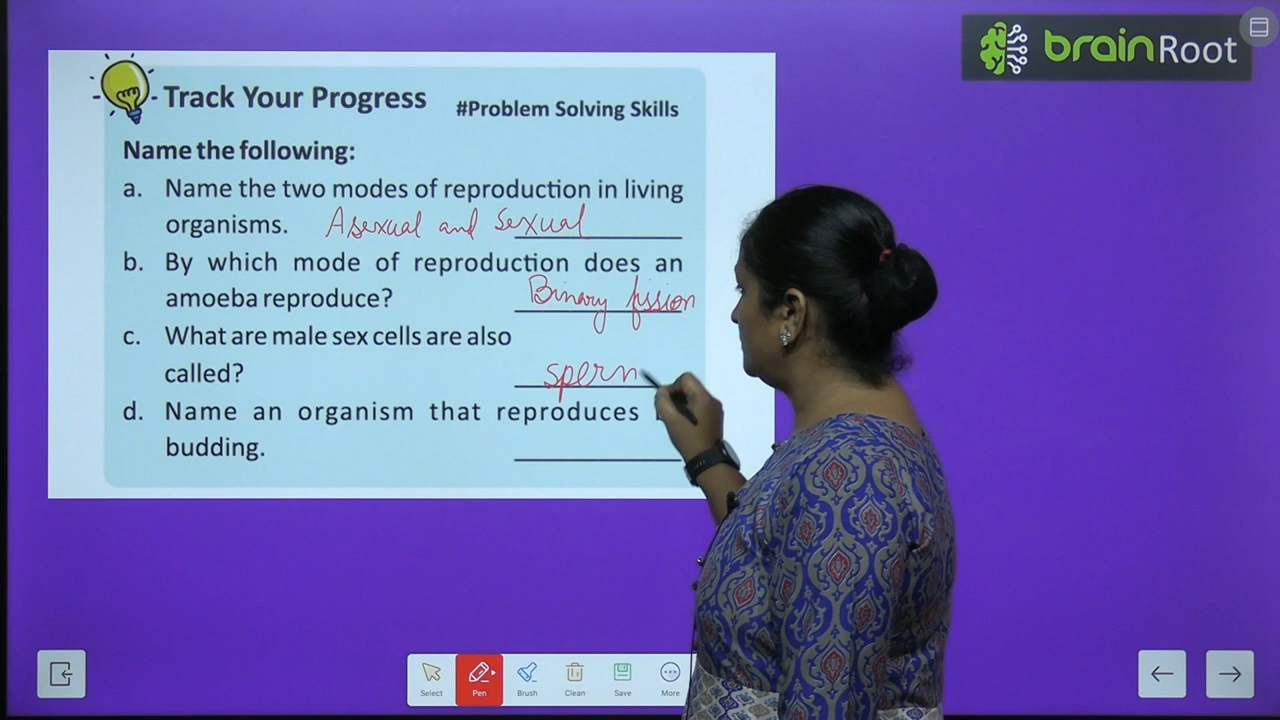 brainRoot
Track Your Progress #Problem Solving Skills
Name the following:
a. Name the two modes of reproduction in living
organisms. Asexual and Sexual
b. By which mode of reproduction does an
amoeba reproduce? Binary fission
c. What are male sex cells are also
called? sperm
d. Name an organism that reproduces
budding.
Select Pen Brush Clean Save More